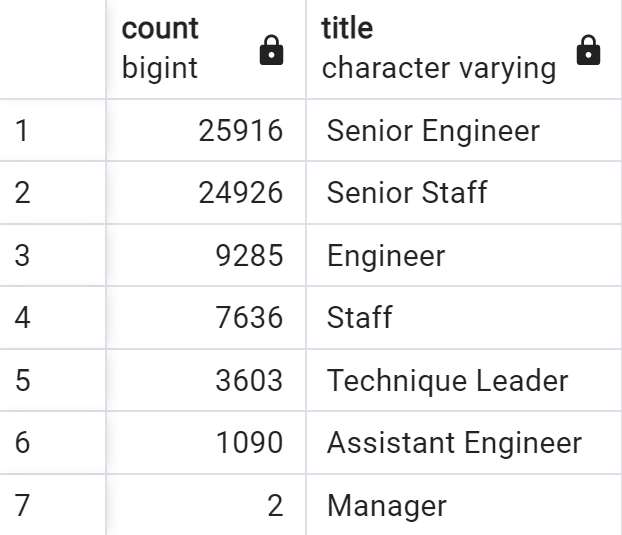 count title
bigint character varying
1 25916 Senior Engineer
2 24926 Senior Staff
3 9285 Engineer
4 7636 Staff
5 3603 Technique Leader
6 1090 Assistant Engineer
7 2 Manager